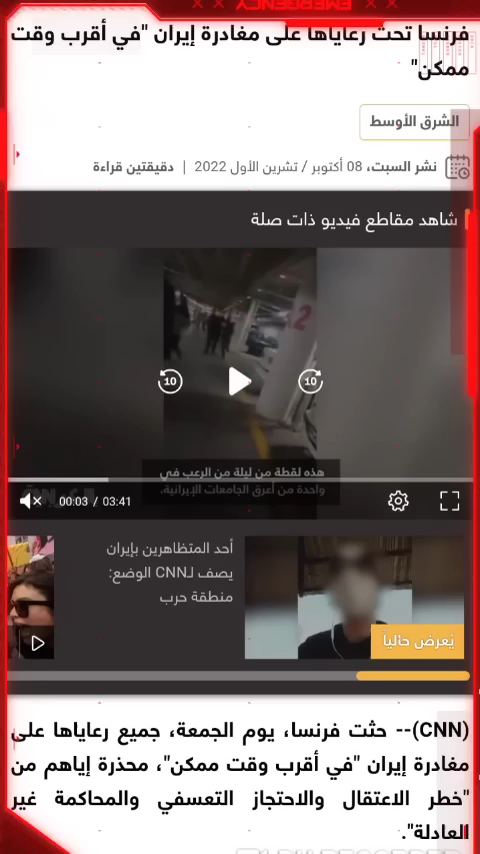 EMERGENCY
فرنسا تحث رعاياها على مغادرة إيران "في أقرب وقت
ممكن"
الشرق الأوسط
نشر السبت، 08 أكتوبر / تشرين الأول 2022 | دقيقتين قراءة
شاهد مقاطع فيديو ذات صلة
2
10
10
هذه لقطة من ليلة من الرعب في
واحدة من أعرق الجامعات الإيرانية.
00:03 / 03:41
أحد المتظاهرين بإيران
يصف لـCNN الوضع:
منطقة حرب
يُعرض حاليا
(CNN)-- حثت فرنسا، يوم الجمعة، جميع رعاياها على
مغادرة إيران "في أقرب وقت ممكن"، محذرة إياهم من
"خطر الاعتقال والاحتجاز التعسفي والمحاكمة غير
العادلة".